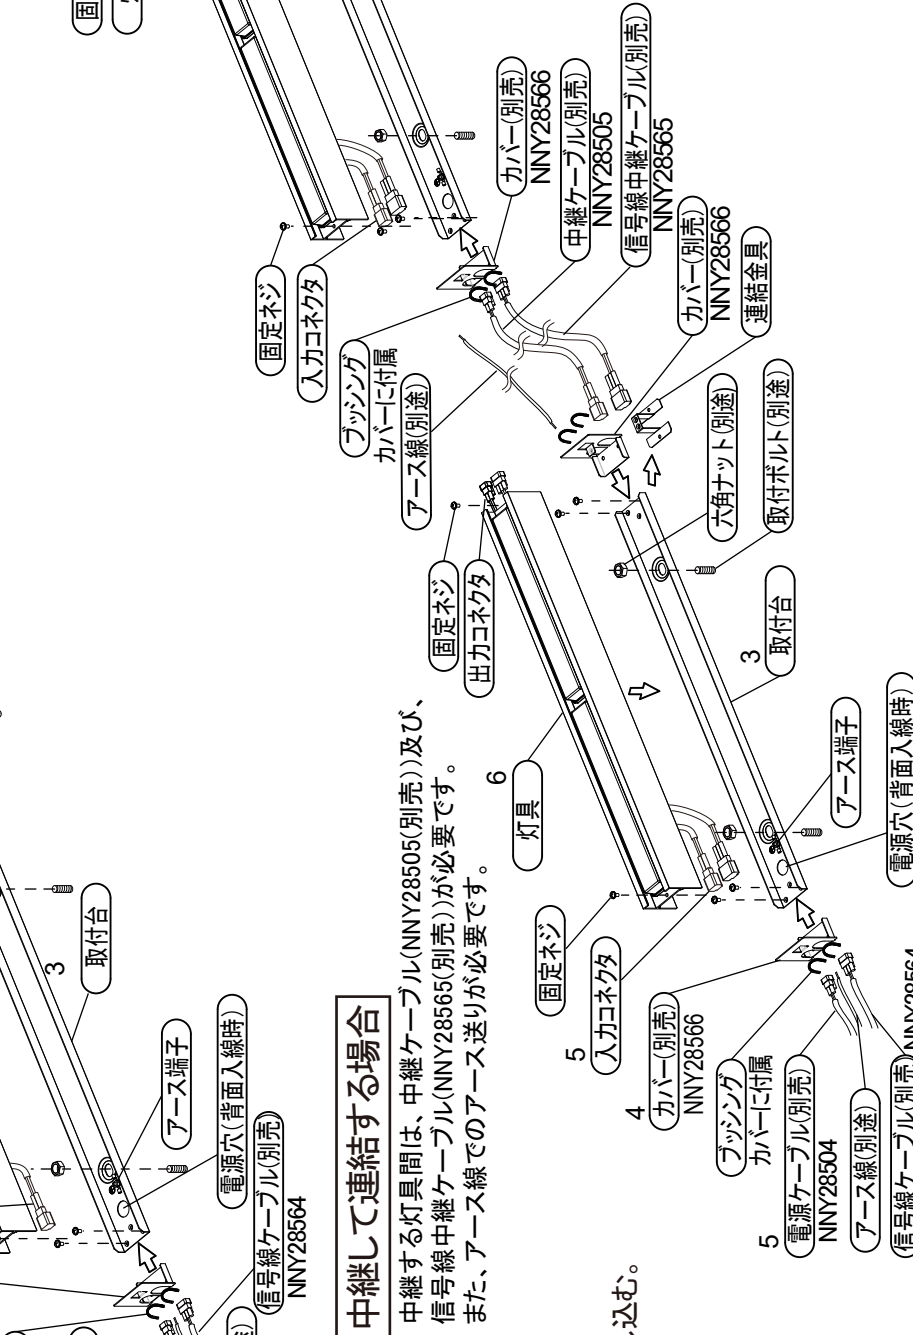 固定ネジ
入力コネクタ
ブッシング
カバーに付属
アース線(別途)
カバー(別売)
NNY28566
中継ケーブル(別売)
NNY28505
信号線中継ケーブル(別売)
NNY28565
カバー(別売)
NNY28566
連結金具
六角ナット(別途)
取付ボルト(別途)
固定ネジ
出力コネクタ
6
灯具
3
取付台
アース端子
電源穴(背面入線時)
固定ネジ
5
入力コネクタ
4
カバー(別売)
NNY28566
ブッシング
カバーに付属
5
電源ケーブル(別売)
NNY28504
アース線(別途)
信号線ケーブル(別売)
NNY28564
中継して連結する場合
中継する灯具間は、中継ケーブル(NNY28505(別売))及び、
信号線中継ケーブル(NNY28565(別売))が必要です。
また、アース線でのアース送りが必要です。
3
取付台
アース端子
電源穴(背面入線時)
信号線ケーブル(別売)
NNY28564
込む。